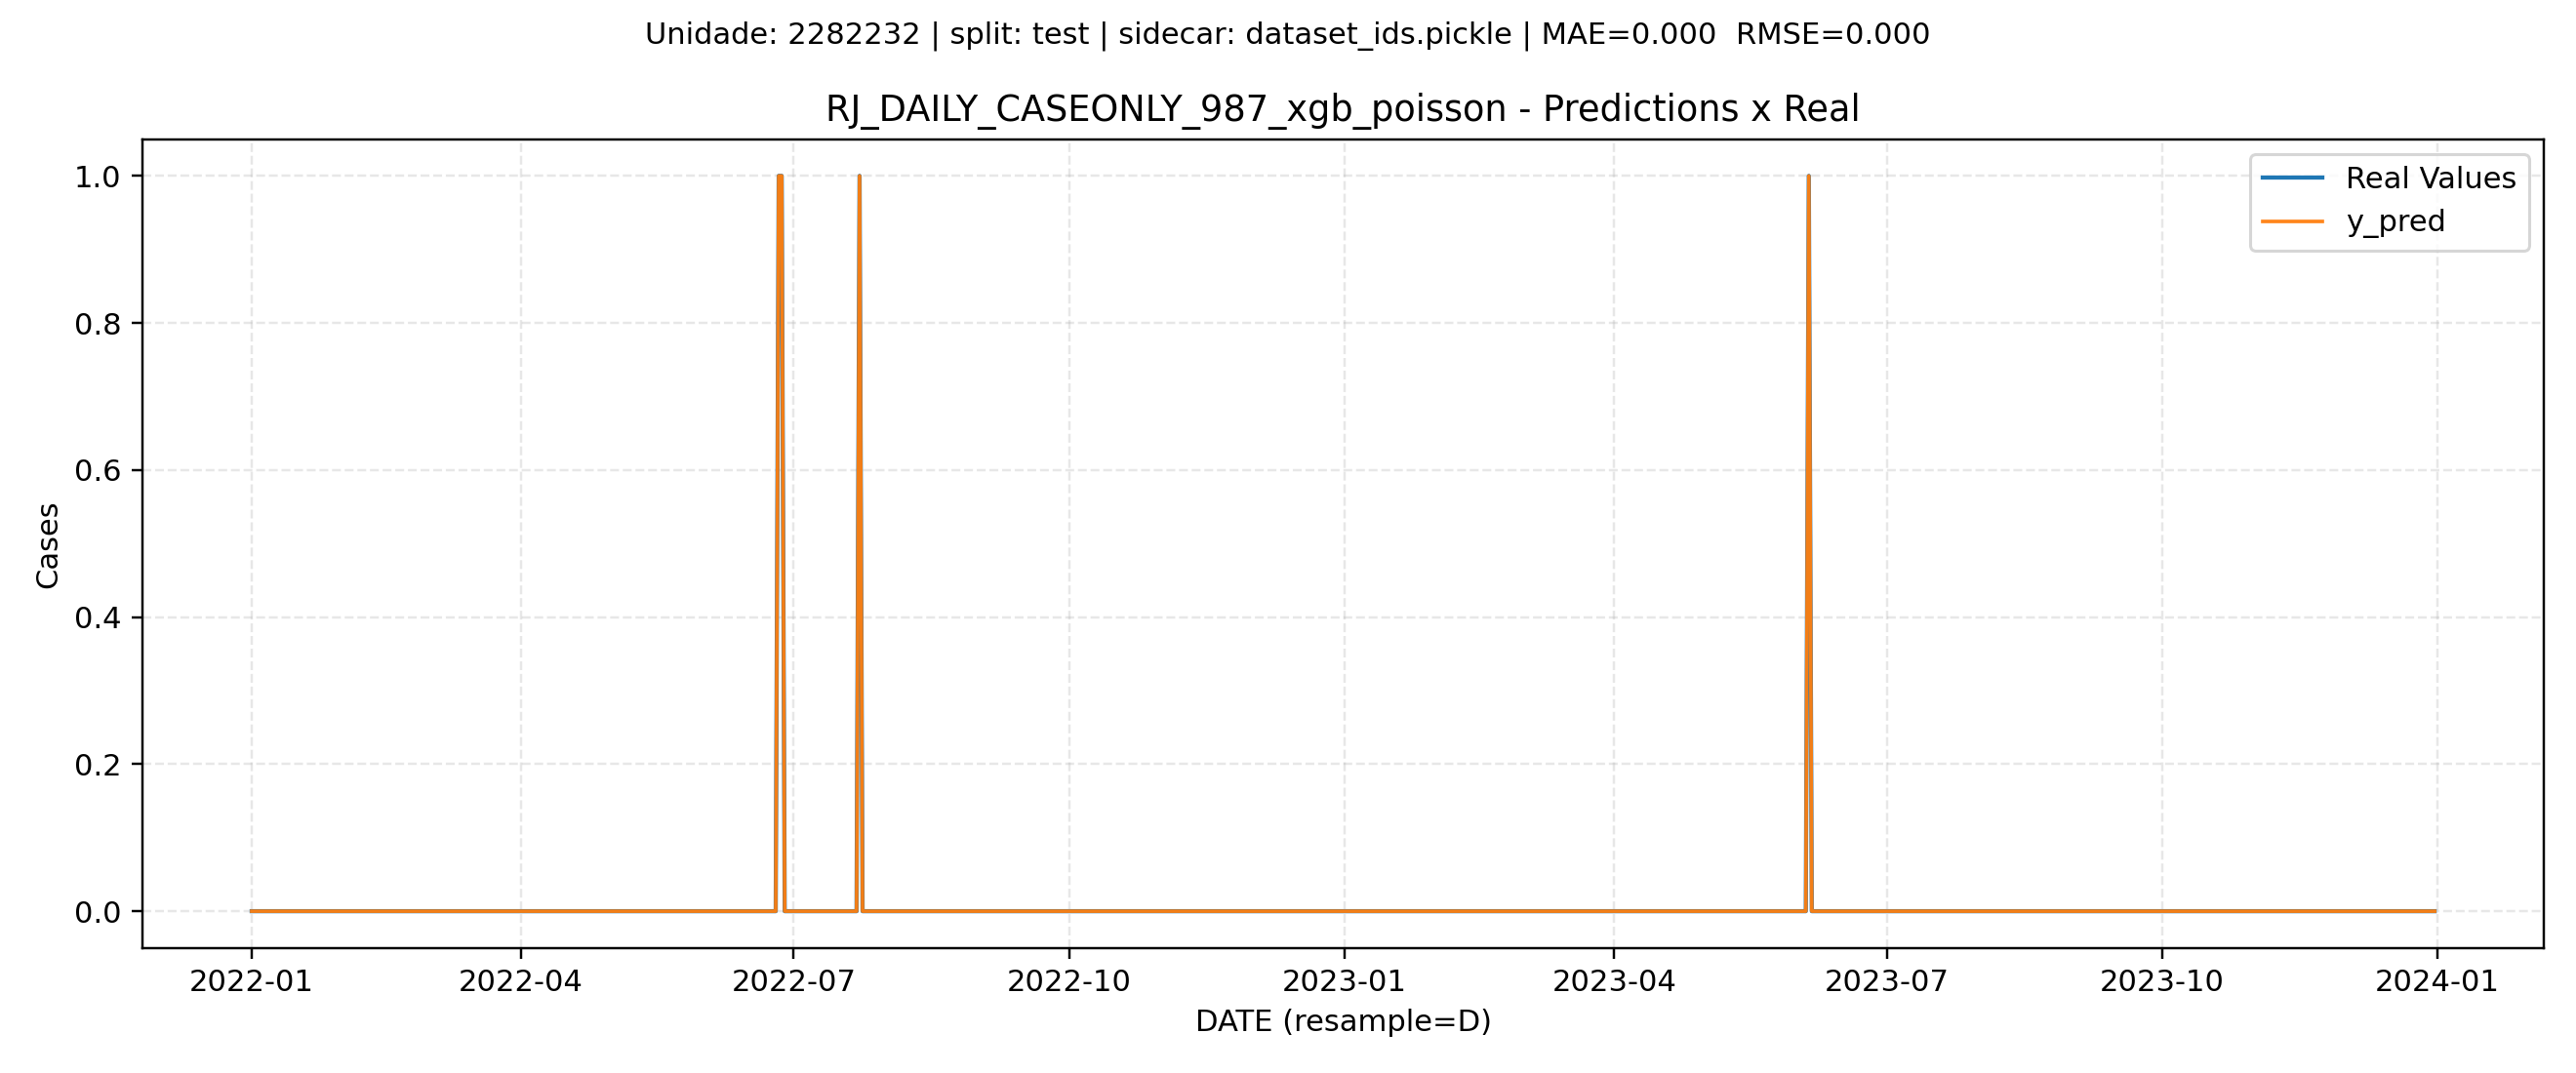 Unidade: 2282232 | split: test | sidecar: dataset_ids.pickle | MAE=0.000  RMSE=0.000
RJ_DAILY_CASEONLY_987_xgb_poisson - Predictions x Real
Real Values
y_pred
1.0
0.8
0.6
0.4
0.2
0.0
Cases
2022-01
2022-04
2022-07
2022-10
2023-01
2023-04
2023-07
2023-10
2024-01
DATE (resample=D)